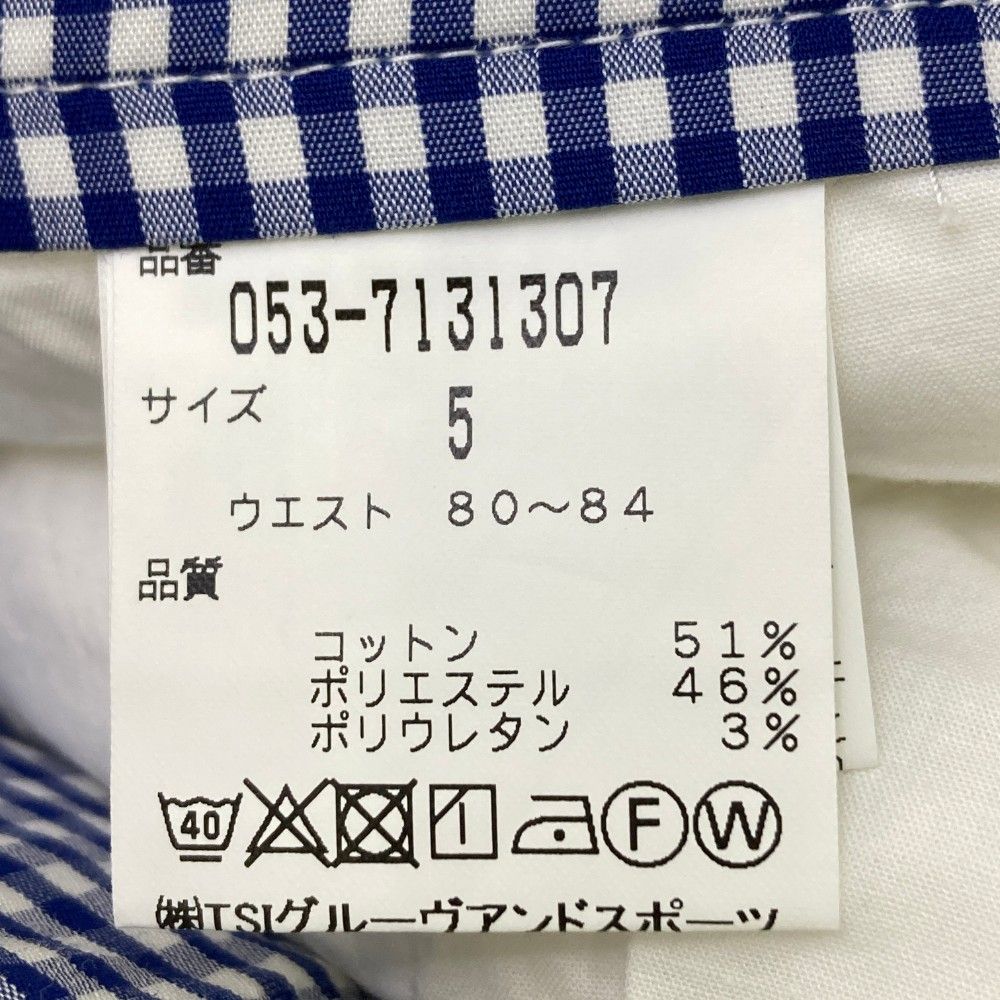 品番
053-7131307
サイズ 5
ウエスト 80～84
品質
コットン 51%
ポリエステル 46%
ポリウレタン 3%
40 F W
㈱TSIグルーヴアンドスポーツ